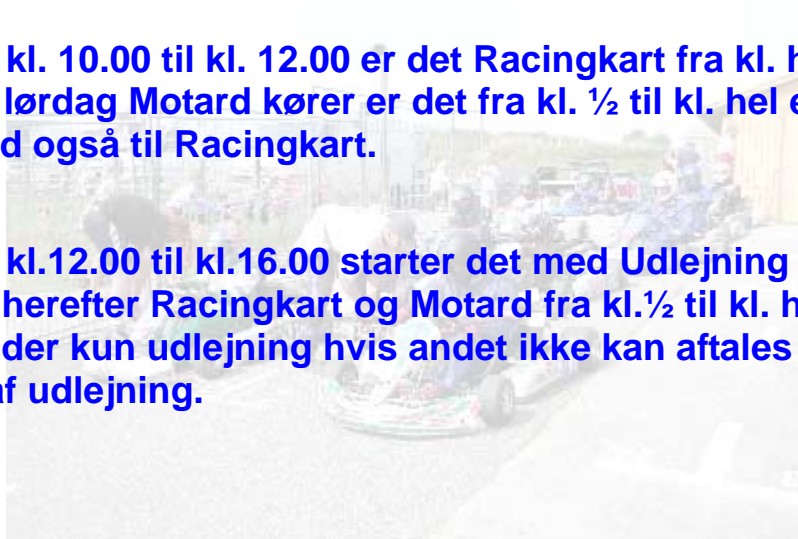 kl. 10.00 til kl. 12.00 er det Racingkart fra kl.
lørdag Motard kører er det fra kl. ½ til kl. hel
også til Racingkart.
kl.12.00 til kl.16.00 starter det med Udlejning
herefter Racingkart og Motard fra kl.½ til kl.
der kun udlejning hvis andet ikke kan aftales
af udlejning.